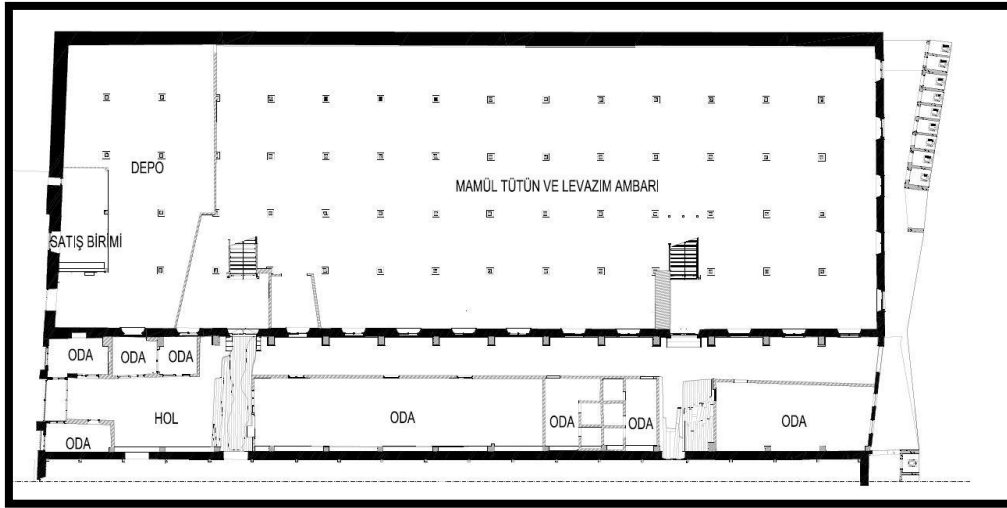 DEPO
MAMÜL TÜTÜN VE LEVAZIM AMBARI
SATIŞ BİRİMİ
ODA
ODA
ODA
HOL
ODA
ODA
ODA
ODA
ODA